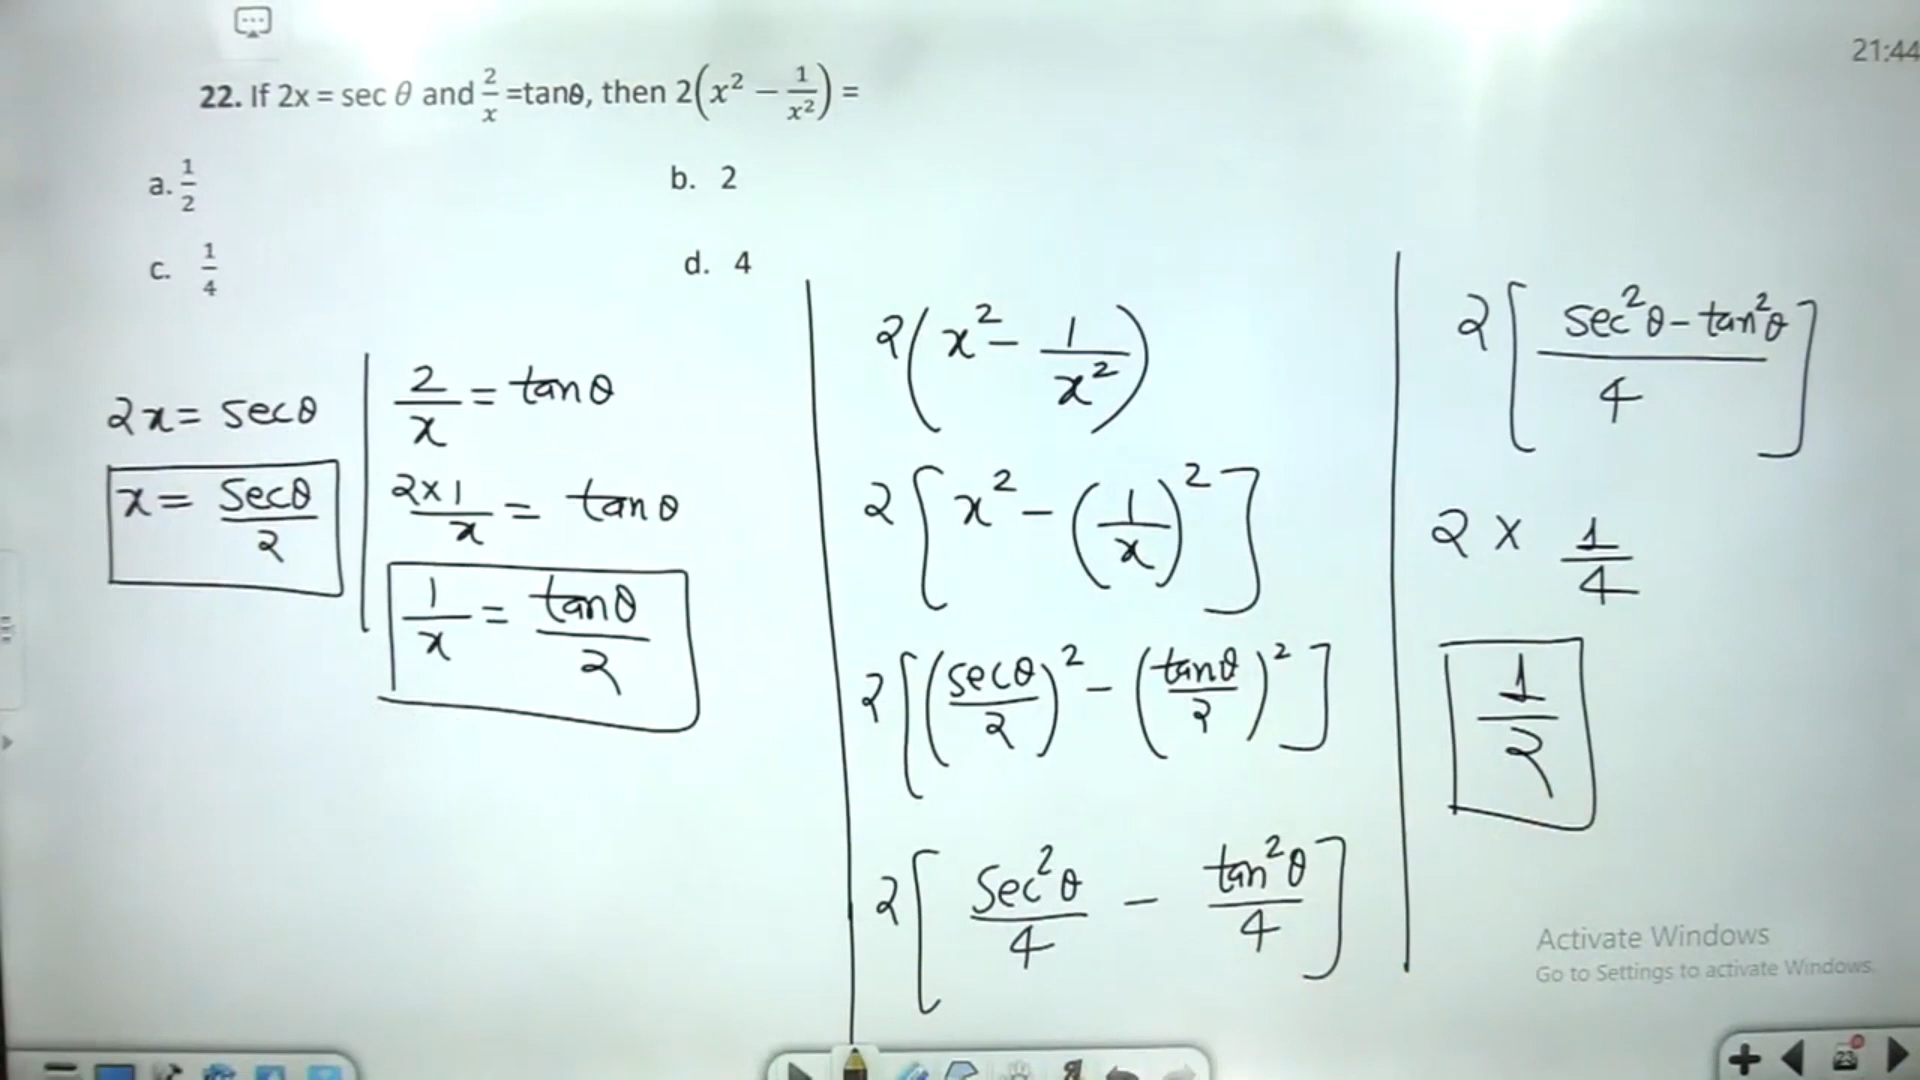 21:44
22. If 2x = sec θ and 2/x =tanθ, then 2(x² − 1/x²) =
a. 1/2
b. 2
c. 1/4
d. 4
2x = secθ
x = secθ/2
2/x = tanθ
2×1/x = tanθ
1/x = tanθ/2
2(x² − 1/x²)
2[x² − (1/x)²]
2[(secθ/2)² − (tanθ/2)²]
2[sec²θ/4 − tan²θ/4]
2[sec²θ − tan²θ/4]
2 × 1/4
1/2
Activate Windows
Go to Settings to activate Windows.
23